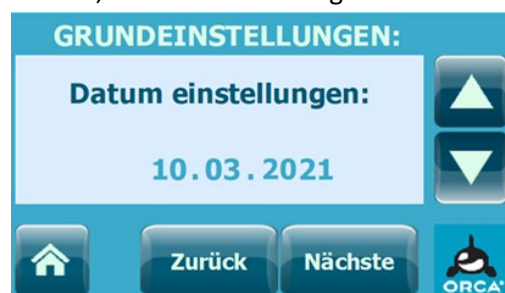 GRUNDEINSTELLUNGEN:
Datum einstellungen:
10.03.2021
Zurück
Nächste
ORCA